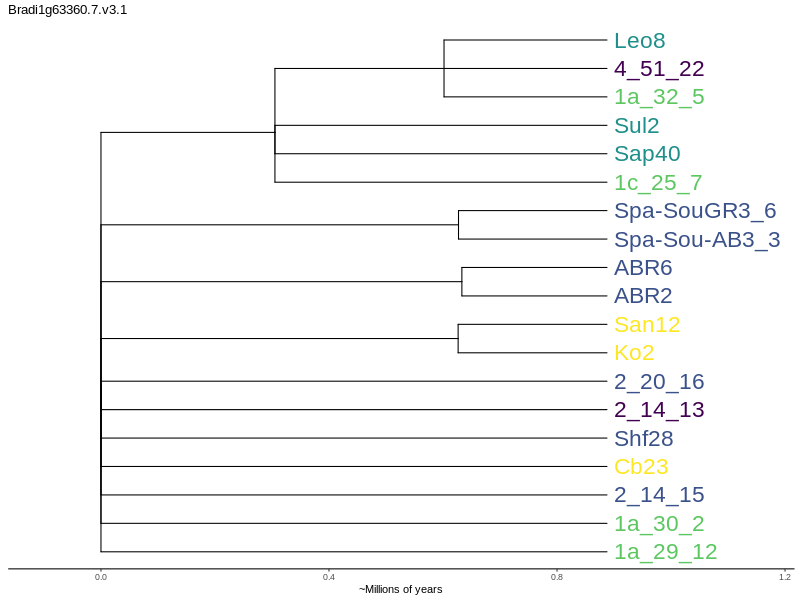 Bradi1g63360.7.v3.1
Leo8
4_51_22
1a_32_5
Sul2
Sap40
1c_25_7
Spa-SouGR3_6
Spa-Sou-AB3_3
ABR6
ABR2
San12
Ko2
2_20_16
2_14_13
Shf28
Cb23
2_14_15
1a_30_2
1a_29_12
0.0 0.4 0.8 1.2
~Millions of years